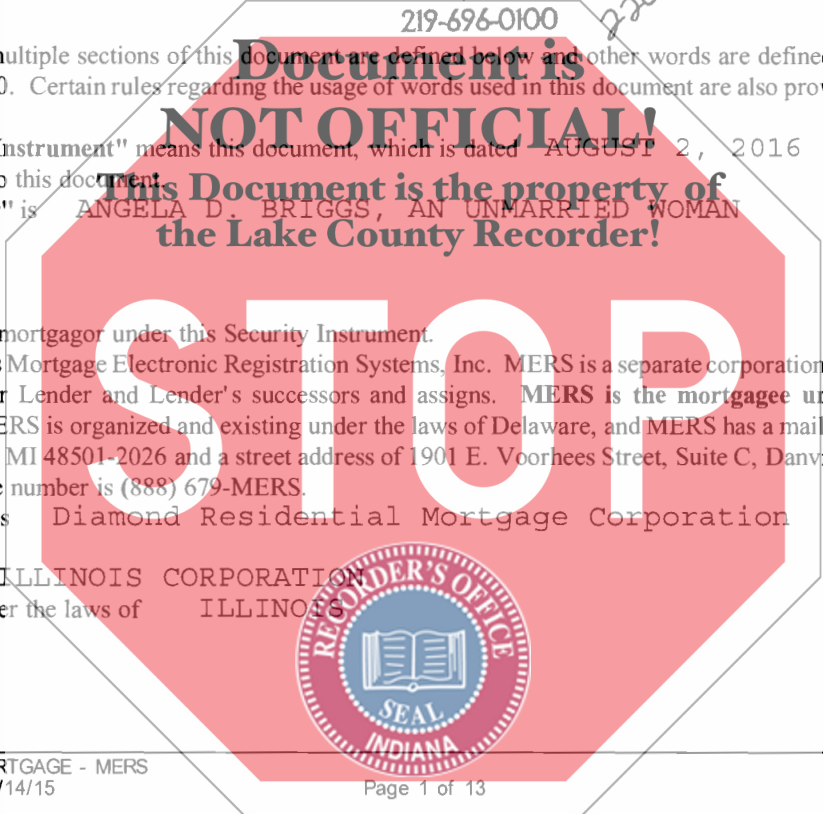 219-696-0100
Document is
ultiple sections of this document are defined below and other words are define
0. Certain rules regarding the usage of words used in this document are also pro
NOT OFFICIAL!
nstrument" means this document, which is dated AUGUST 2, 2016
this document.
This Document is the property of
" is ANGELA D. BRIGGS, AN UNMARRIED WOMAN
the Lake County Recorder!
STOP
mortgagor under this Security Instrument.
Mortgage Electronic Registration Systems, Inc. MERS is a separate corporation
r Lender and Lender's successors and assigns. MERS is the mortgagee u
ERS is organized and existing under the laws of Delaware, and MERS has a mail
MI 48501-2026 and a street address of 1901 E. Voorhees Street, Suite C, Danv
number is (888) 679-MERS.
s Diamond Residential Mortgage Corporation
ILLINOIS CORPORATION
er the laws of ILLINOIS
RECORDER'S OFFICE
SEAL
INDIANA
RTGAGE - MERS
/14/15 Page 1 of 13